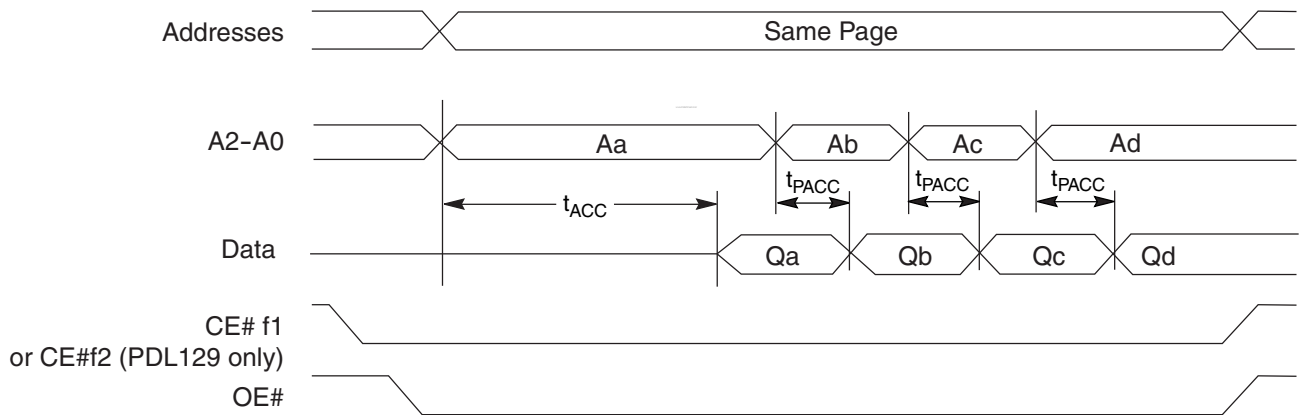 Addresses
Same Page
A2-A0
Aa
Ab
Ac
Ad
tACC
tPACC
tPACC
tPACC
Data
Qa
Qb
Qc
Qd
CE# f1
or CE#f2 (PDL129 only)
OE#